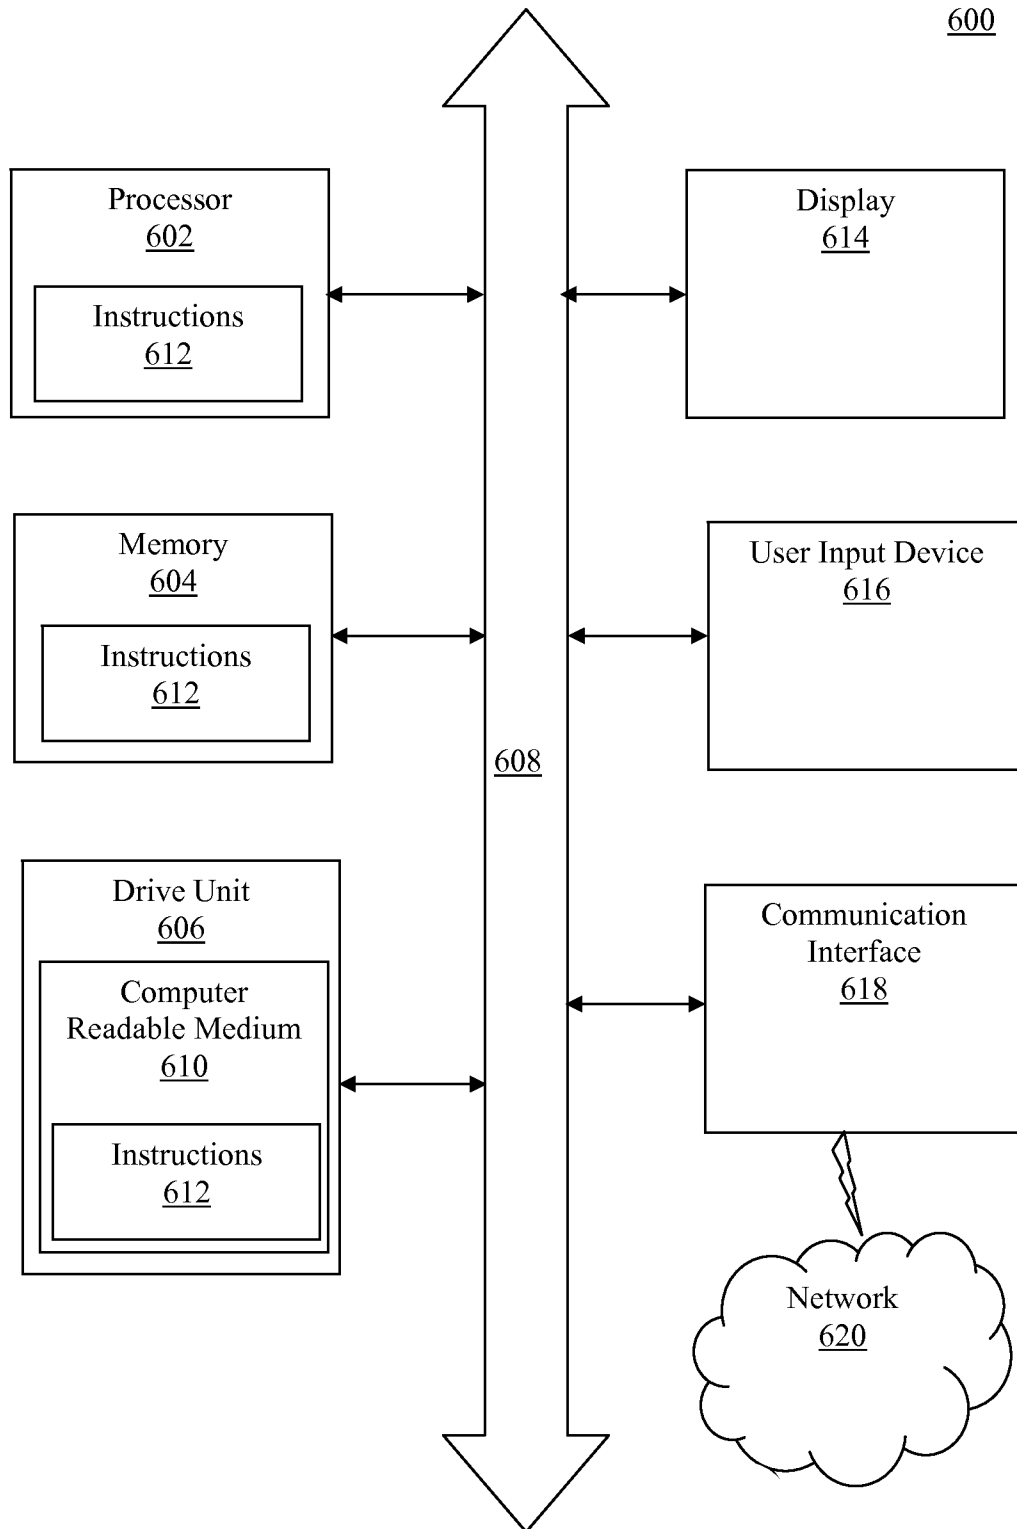 600
Processor
602
Instructions
612
Display
614
Memory
604
Instructions
612
User Input Device
616
608
Drive Unit
606
Computer
Readable Medium
610
Instructions
612
Communication
Interface
618
Network
620